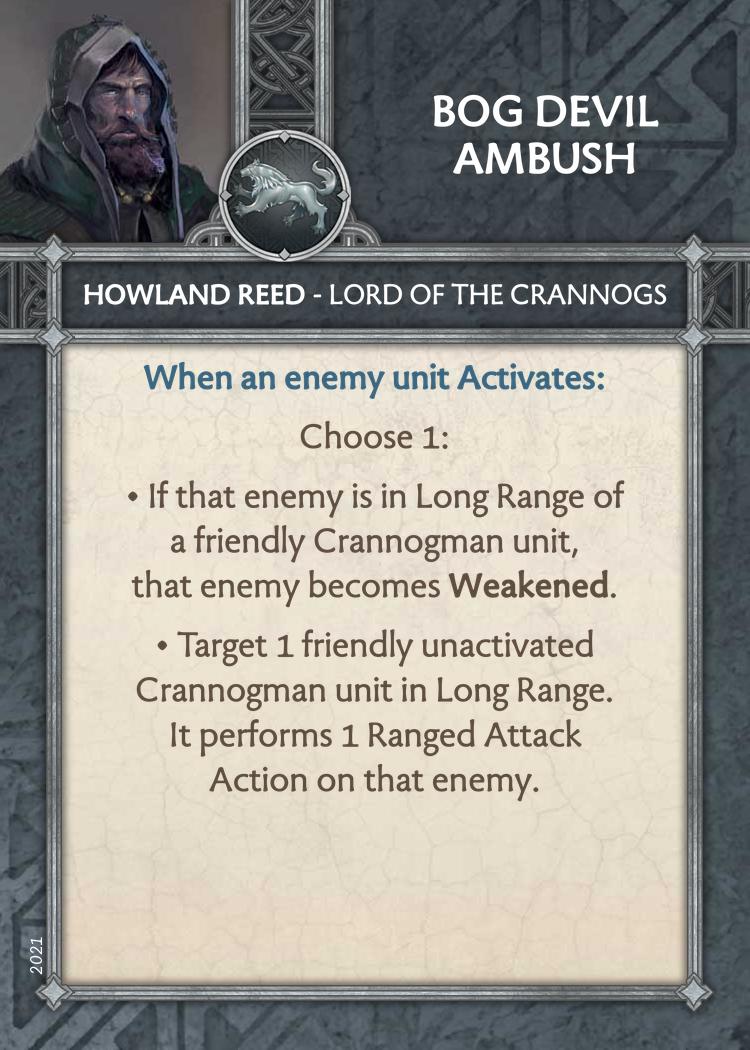 BOG DEVIL
AMBUSH
HOWLAND REED - LORD OF THE CRANNOGS
When an enemy unit Activates:
Choose 1:
• If that enemy is in Long Range of
a friendly Crannogman unit,
that enemy becomes Weakened.
• Target 1 friendly unactivated
Crannogman unit in Long Range.
It performs 1 Ranged Attack
Action on that enemy.
2021